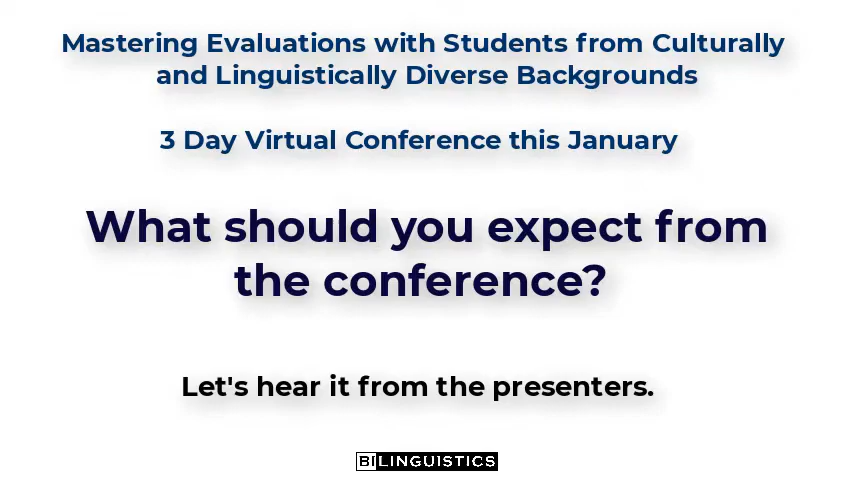 Mastering Evaluations with Students from Culturally
and Linguistically Diverse Backgrounds
3 Day Virtual Conference this January
What should you expect from
the conference?
Let's hear it from the presenters.
BILINGUISTICS